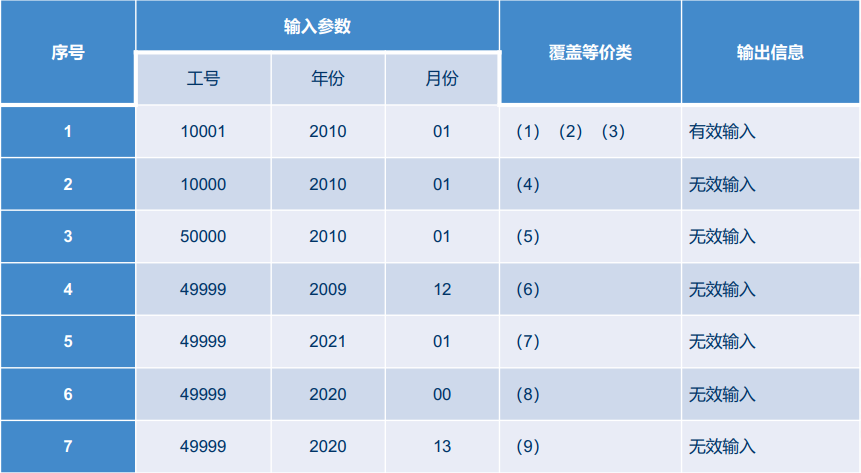 序号 输入参数 覆盖等价类 输出信息
工号 年份 月份
1 10001 2010 01 （1）（2）（3） 有效输入
2 10000 2010 01 （4） 无效输入
3 50000 2010 01 （5） 无效输入
4 49999 2009 12 （6） 无效输入
5 49999 2021 01 （7） 无效输入
6 49999 2020 00 （8） 无效输入
7 49999 2020 13 （9） 无效输入